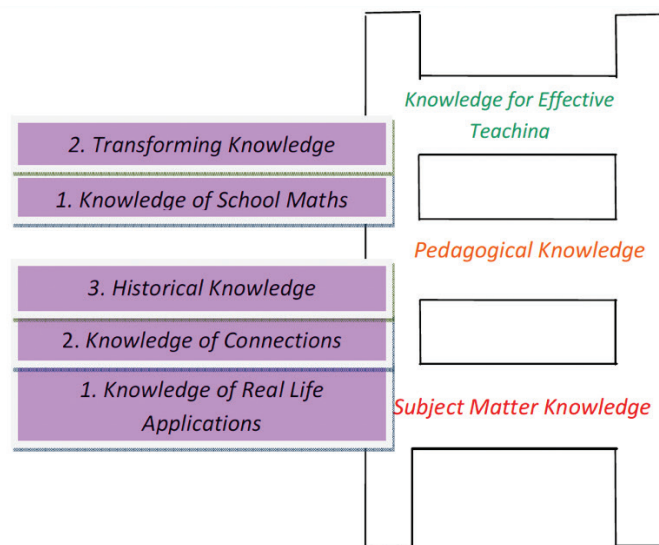 Knowledge for Effective
Teaching
2. Transforming Knowledge
1. Knowledge of School Maths
Pedagogical Knowledge
3. Historical Knowledge
2. Knowledge of Connections
1. Knowledge of Real Life
Applications
Subject Matter Knowledge